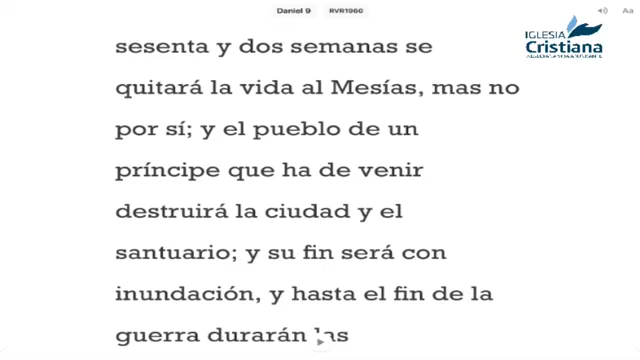 Daniel 9 RVR1960
Aa
IGLESIA
Cristiana
sesenta y dos semanas se
quitará la vida al Mesías, mas no
por sí; y el pueblo de un
príncipe que ha de venir
destruirá la ciudad y el
santuario; y su fin será con
inundación, y hasta el fin de la
guerra durarán las